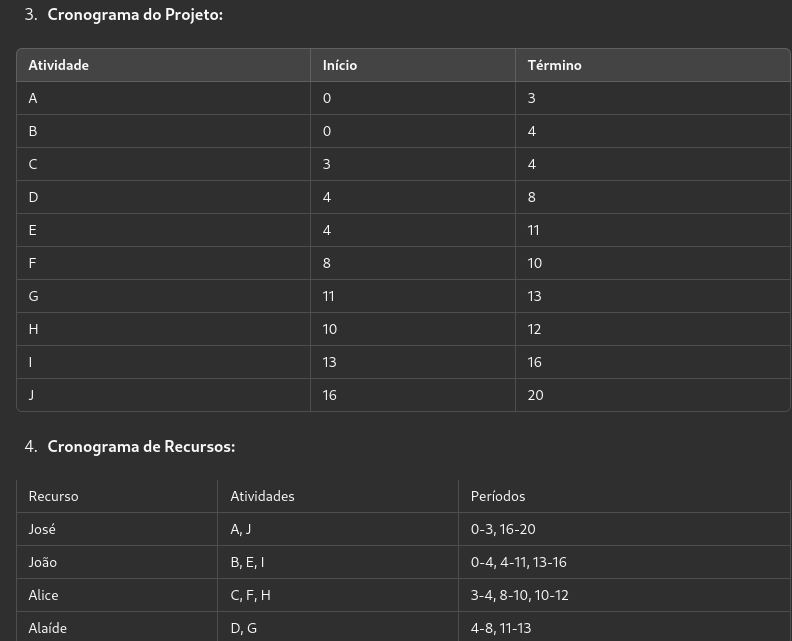 3. Cronograma do Projeto:
Atividade Início Término
A 0 3
B 0 4
C 3 4
D 4 8
E 4 11
F 8 10
G 11 13
H 10 12
I 13 16
J 16 20
4. Cronograma de Recursos:
Recurso Atividades Períodos
José A, J 0-3, 16-20
João B, E, I 0-4, 4-11, 13-16
Alice C, F, H 3-4, 8-10, 10-12
Alaíde D, G 4-8, 11-13